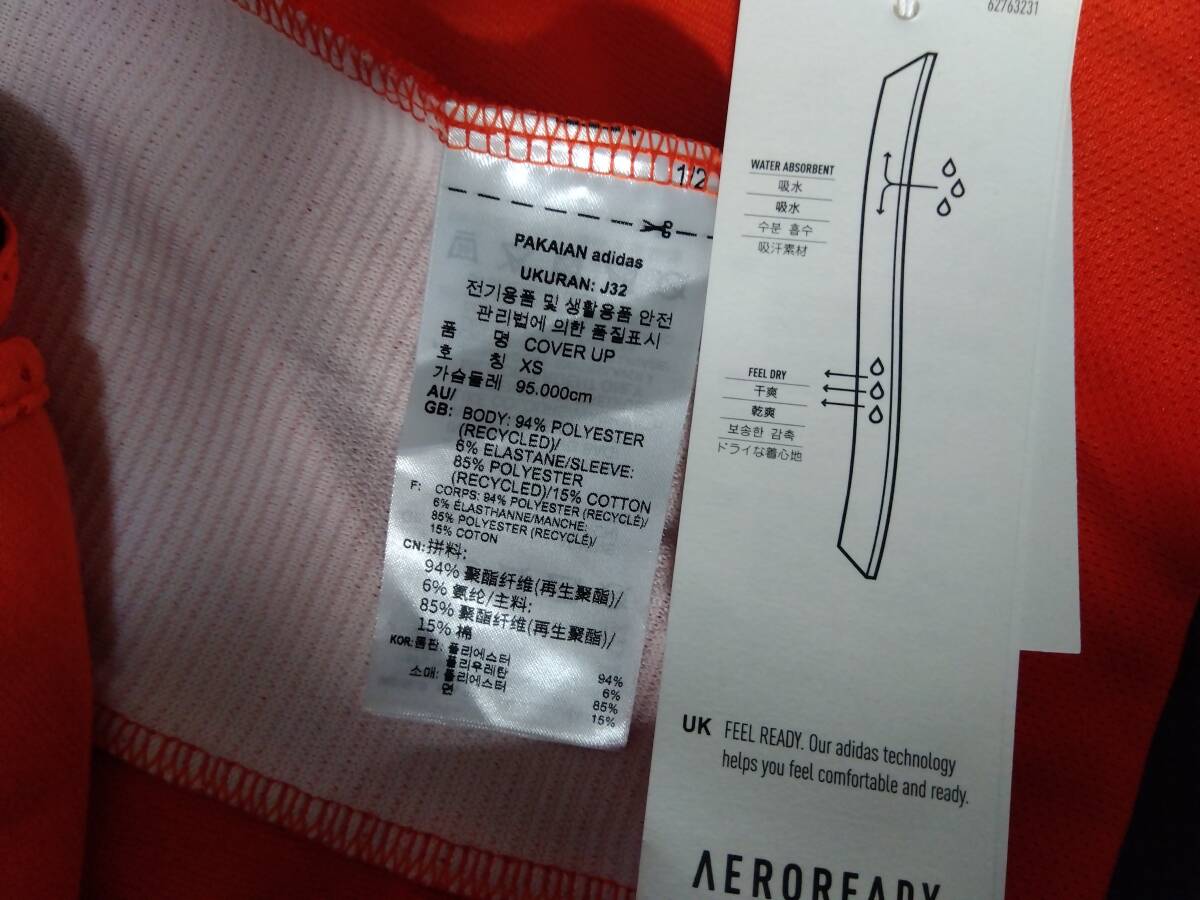 1/2
PAKAIAN adidas
UKURAN: J32
전기용품 및 생활용품 안전
관리법에 의한 품질표시
품 명 COVER UP
호 칭 XS
가슴둘레 95.000cm
AU/
GB: BODY: 94% POLYESTER
(RECYCLED)/
6% ELASTANE/SLEEVE:
85% POLYESTER
(RECYCLED)/15% COTTON
F: CORPS: 94% POLYESTER (RECYCLÉ)/
6% ÉLASTHANNE/MANCHE:
85% POLYESTER (RECYCLÉ)/
15% COTON
CN: 拼料:
94% 聚酯纤维(再生聚酯)/
6% 氨纶/主料:
85% 聚酯纤维(再生聚酯)/
15% 棉
KOR: 몸판: 폴리에스터 94%
폴리우레탄 6%
소매: 폴리에스터 85%
면 15%
62763231
WATER ABSORBENT
吸水
吸水
수분 흡수
吸汗素材
FEEL DRY
干爽
乾爽
보송한 감촉
ドライな着心地
UK FEEL READY. Our adidas technology
helps you feel comfortable and ready.
AEROREADY